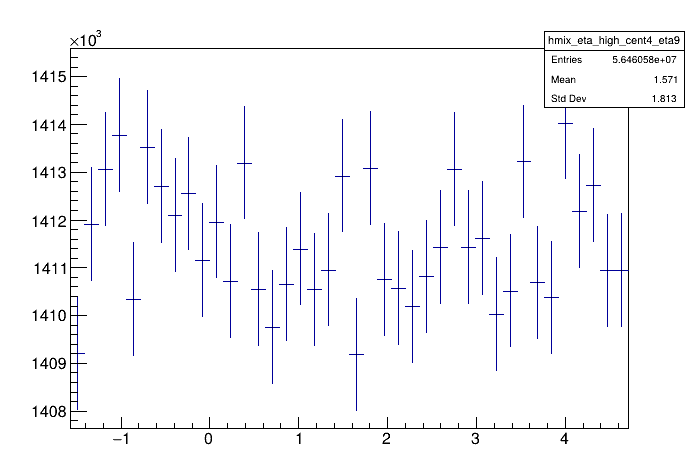 ×10³
hmix_eta_high_cent4_eta9
Entries 5.646058e+07
Mean 1.571
Std Dev 1.813
1415
1414
1413
1412
1411
1410
1409
1408
−1 0 1 2 3 4